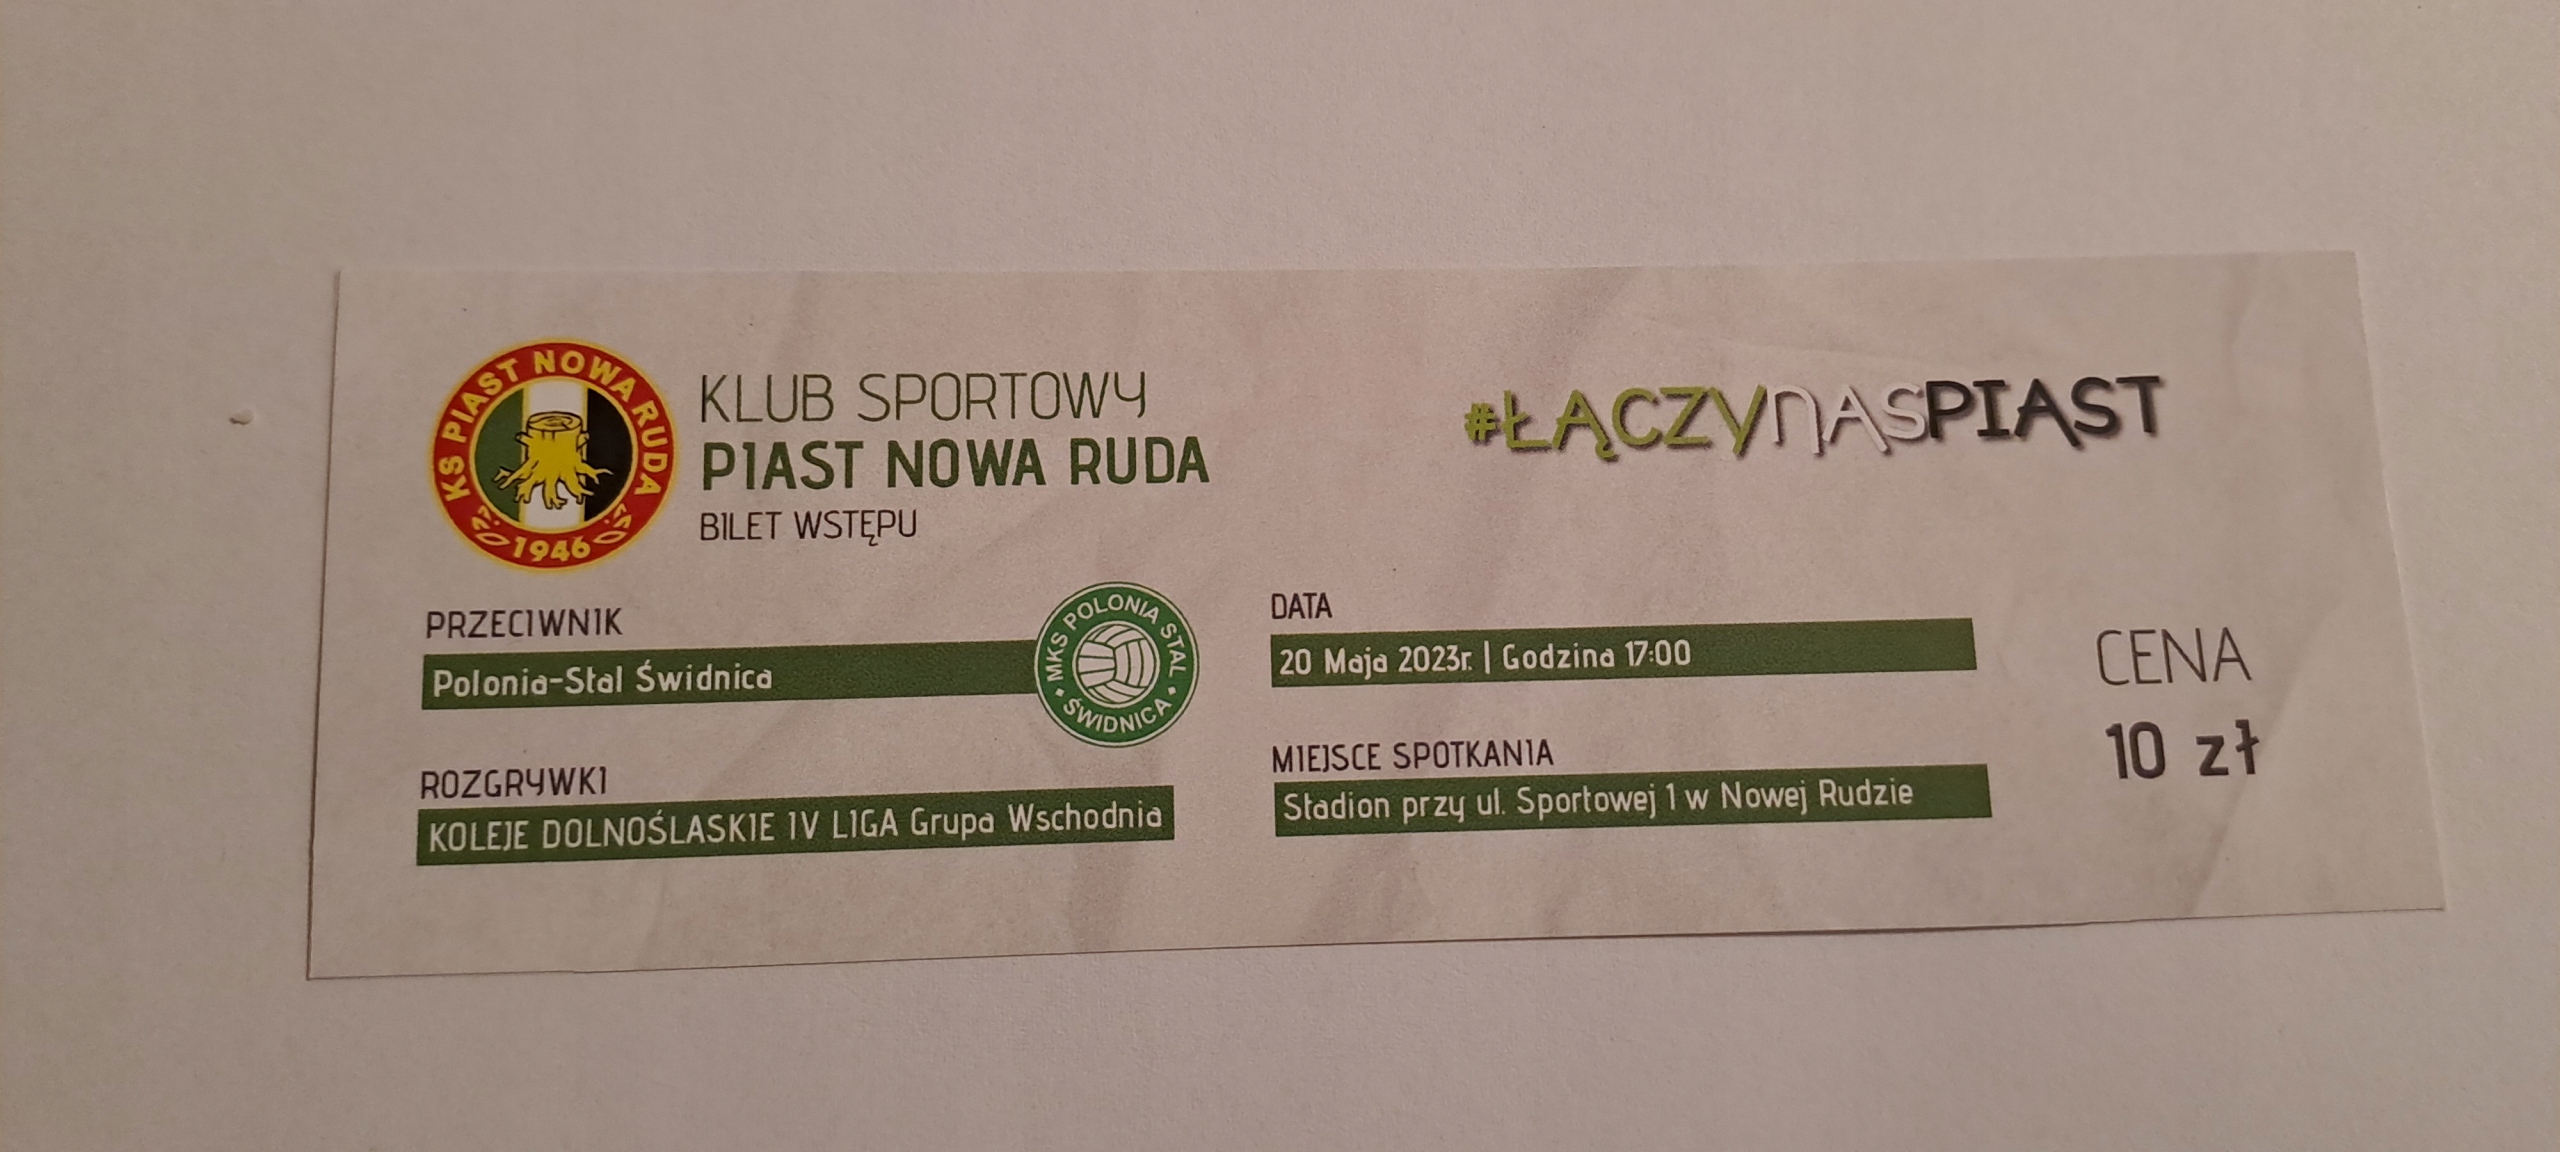 KS PIAST NOWA RUDA
1946
KLUB SPORTOWY
PIAST NOWA RUDA
BILET WSTĘPU
#ŁĄCZYNASPIAST
PRZECIWNIK
Polonia-Stal Świdnica
MKS POLONIA STAL
ŚWIDNICA
ROZGRYWKI
KOLEJE DOLNOŚLASKIE IV LIGA Grupa Wschodnia
DATA
20 Maja 2023r. | Godzina 17:00
MIEJSCE SPOTKANIA
Stadion przy ul. Sportowej 1 w Nowej Rudzie
CENA
10 zł